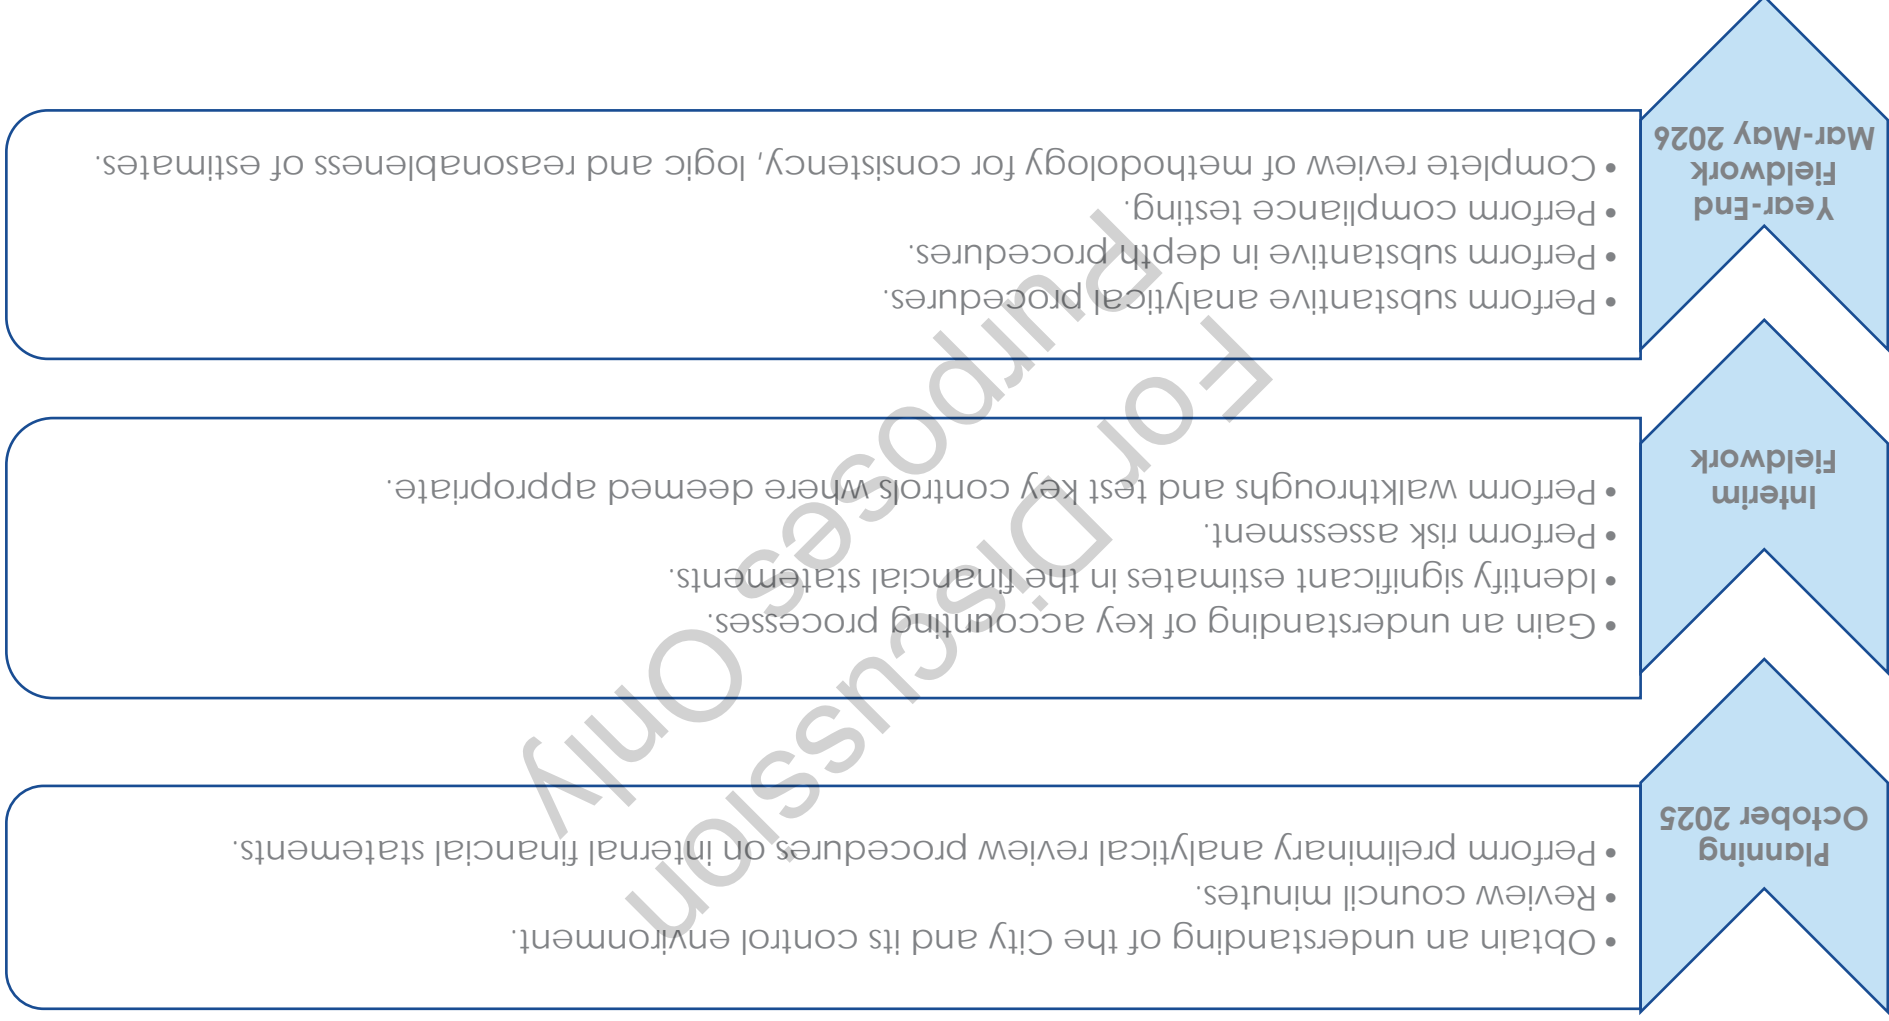 Planning
October 2025
• Obtain an understanding of the City and its control environment.
• Review council minutes.
• Perform preliminary analytical review procedures on internal financial statements.
Interim
Fieldwork
• Gain an understanding of key accounting processes.
• Identify significant estimates in the financial statements.
• Perform risk assessment.
• Perform walkthroughs and test key controls where deemed appropriate.
Year-End
Fieldwork
Mar-May 2026
• Perform substantive analytical procedures.
• Perform substantive in depth procedures.
• Perform compliance testing.
• Complete review of methodology for consistency, logic and reasonableness of estimates.
For Discussion
Purposes Only